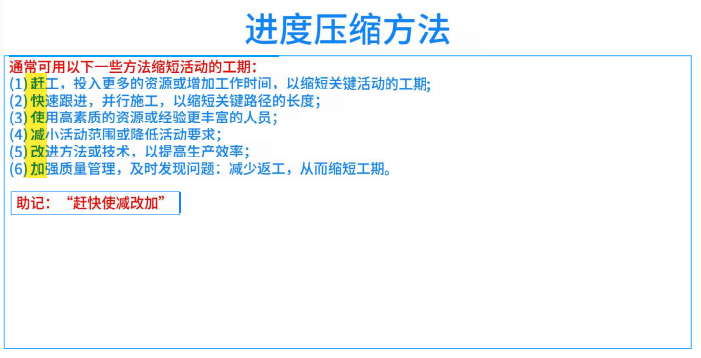 进度压缩方法
通常可用以下一些方法缩短活动的工期：
(1) 赶工，投入更多的资源或增加工作时间，以缩短关键活动的工期;
(2) 快速跟进，并行施工，以缩短关键路径的长度；
(3) 使用高素质的资源或经验更丰富的人员；
(4) 减小活动范围或降低活动要求；
(5) 改进方法或技术，以提高生产效率；
(6) 加强质量管理，及时发现问题：减少返工，从而缩短工期。
助记：“赶快使减改加”